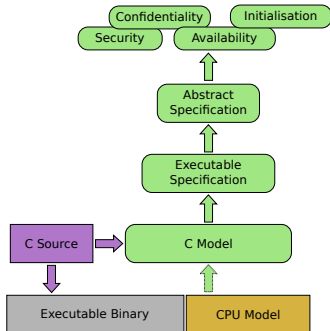 Confidentiality
Initialisation
Security
Availability
Abstract
Specification
Executable
Specification
C Source
C Model
Executable Binary
CPU Model